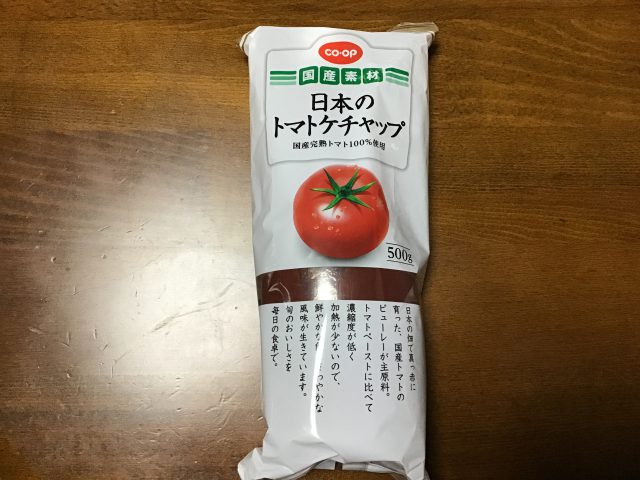 CO·OP
国産素材
日本の
トマトケチャップ
国産完熟トマト100%使用
500g
日本の畑で真っ赤に
育った、国産トマトの
ピューレーが主原料。
トマトペーストに比べて
濃縮度が低く
加熱が少ないので、
鮮やかな やかな
風味が生きています。
旬のおいしさを
毎日の食卓で。